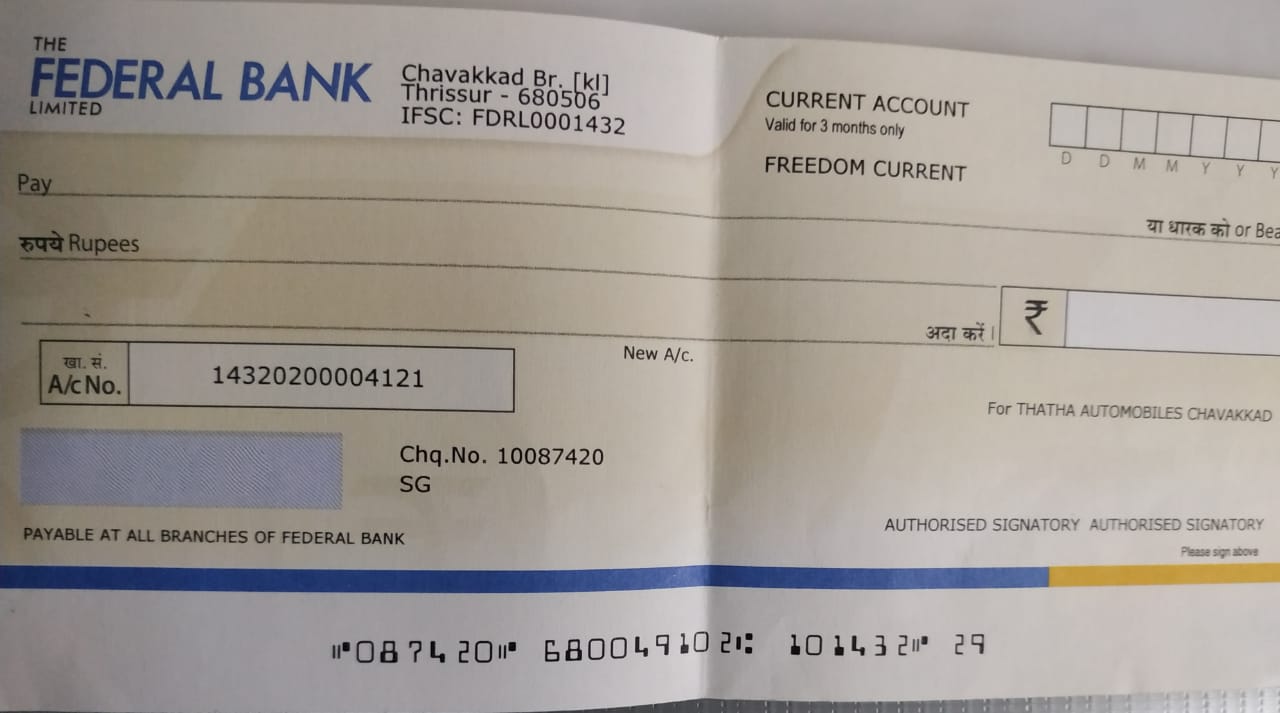 THE
FEDERAL BANK
LIMITED
Chavakkad Br. [kl]
Thrissur - 680506
IFSC: FDRL0001432
CURRENT ACCOUNT
Valid for 3 months only
FREEDOM CURRENT
D D M M Y Y Y
Pay
या धारक को or Bea
रुपये Rupees
अदा करें। ₹
खा. सं.
A/c No. 14320200004121
New A/c.
For THATHA AUTOMOBILES CHAVAKKAD
Chq.No. 10087420
SG
AUTHORISED SIGNATORY AUTHORISED SIGNATORY
Please sign above
PAYABLE AT ALL BRANCHES OF FEDERAL BANK
⑈087420⑈ 680049102⑆ 101432⑈ 29